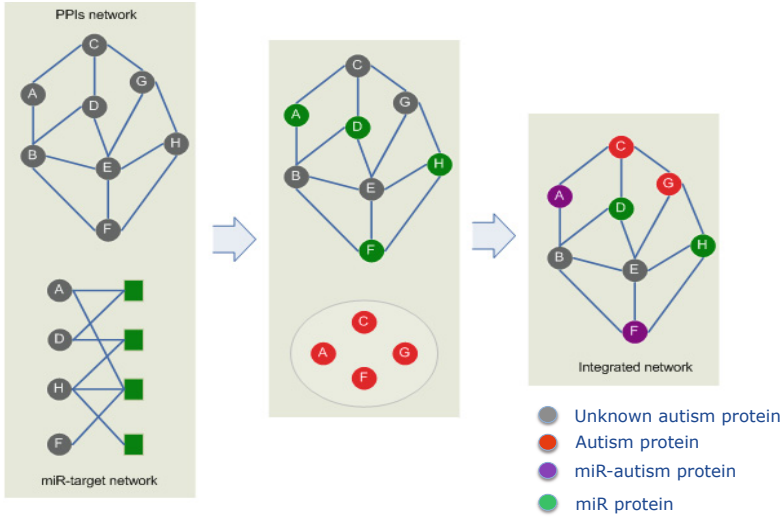 PPIs network
C
G
A
D
H
B
E
F
A
D
H
F
miR-target network
C
G
A
D
H
B
E
F
C
A
G
F
C
G
A
D
H
B
E
F
Integrated network
Unknown autism protein
Autism protein
miR-autism protein
miR protein